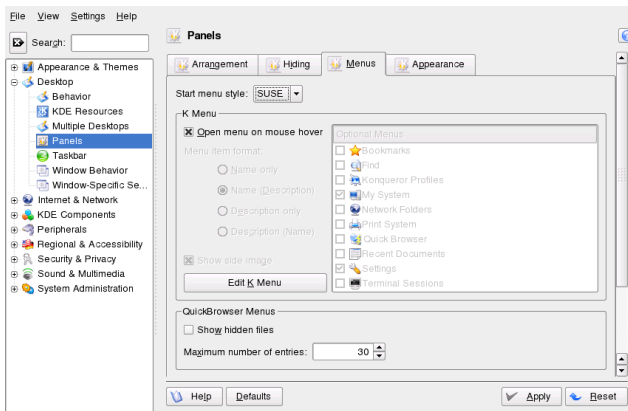 File View Settings Help
Search:
Appearance & Themes
Desktop
Behavior
KDE Resources
Multiple Desktops
Panels
Taskbar
Window Behavior
Window-Specific Se...
Internet & Network
KDE Components
Peripherals
Regional & Accessibility
Security & Privacy
Sound & Multimedia
System Administration
Panels
Arrangement Hiding Menus Appearance
Start menu style: SUSE
K Menu
Open menu on mouse hover
Menu item format:
Name only
Name (Description)
Description only
Description (Name)
Show side image
Edit K Menu
Optional Menus
Bookmarks
Find
Konqueror Profiles
My System
Network Folders
Print System
Quick Browser
Recent Documents
Settings
Terminal Sessions
QuickBrowser Menus
Show hidden files
Maximum number of entries: 30
Help Defaults Apply Reset